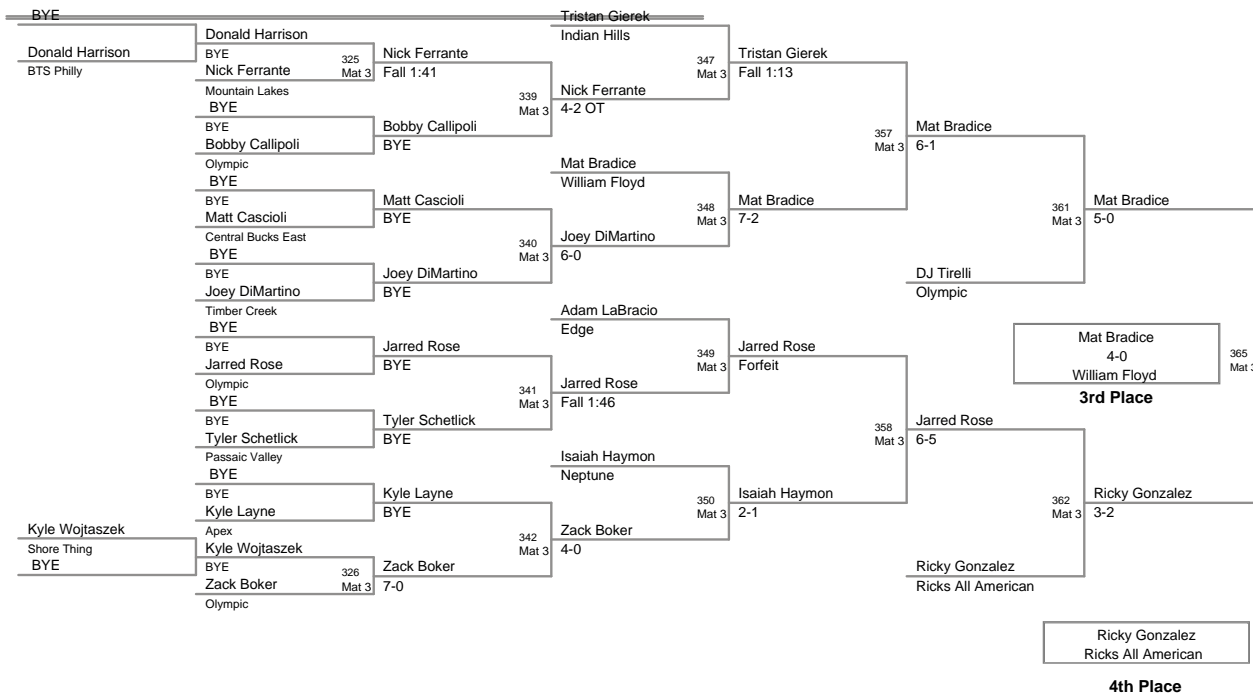 BYE
Donald Harrison
BTS Philly
Kyle Wojtaszek
Shore Thing
BYE
Donald Harrison
BYE
Nick Ferrante
Mountain Lakes
325
Mat 3
BYE
BYE
Bobby Callipoli
Olympic
BYE
BYE
Matt Cascioli
Central Bucks East
BYE
BYE
Joey DiMartino
Timber Creek
BYE
BYE
Jarred Rose
Olympic
BYE
BYE
Tyler Schetlick
Passaic Valley
BYE
BYE
Kyle Layne
Apex
Kyle Wojtaszek
BYE
Zack Boker
Olympic
326
Mat 3
Nick Ferrante
Fall 1:41
339
Mat 3
Bobby Callipoli
BYE
Matt Cascioli
BYE
340
Mat 3
Joey DiMartino
BYE
Jarred Rose
BYE
341
Mat 3
Tyler Schetlick
BYE
Kyle Layne
BYE
342
Mat 3
Zack Boker
7-0
Tristan Gierek
Indian Hills
347
Mat 3
Nick Ferrante
4-2 OT
Mat Bradice
William Floyd
348
Mat 3
Joey DiMartino
6-0
Adam LaBracio
Edge
349
Mat 3
Jarred Rose
Fall 1:46
Isaiah Haymon
Neptune
350
Mat 3
Zack Boker
4-0
Tristan Gierek
Fall 1:13
357
Mat 3
Mat Bradice
7-2
Jarred Rose
Forfeit
358
Mat 3
Isaiah Haymon
2-1
Mat Bradice
6-1
361
Mat 3
DJ Tirelli
Olympic
Jarred Rose
6-5
362
Mat 3
Ricky Gonzalez
Ricks All American
Mat Bradice
5-0
Mat Bradice
4-0
William Floyd
3rd Place
365
Mat 3
Ricky Gonzalez
3-2
Ricky Gonzalez
Ricks All American
4th Place